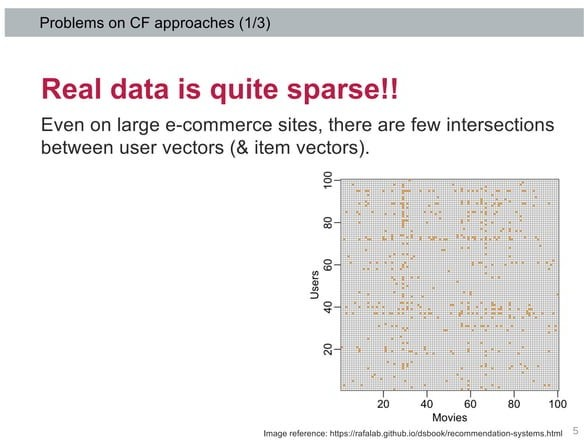 Problems on CF approaches (1/3)
Real data is quite sparse!!
Even on large e-commerce sites, there are few intersections
between user vectors (& item vectors).
100
80
60
40
20
Users
20 40 60 80 100
Movies
Image reference: https://rafalab.github.io/dsbook/recommendation-systems.html
5